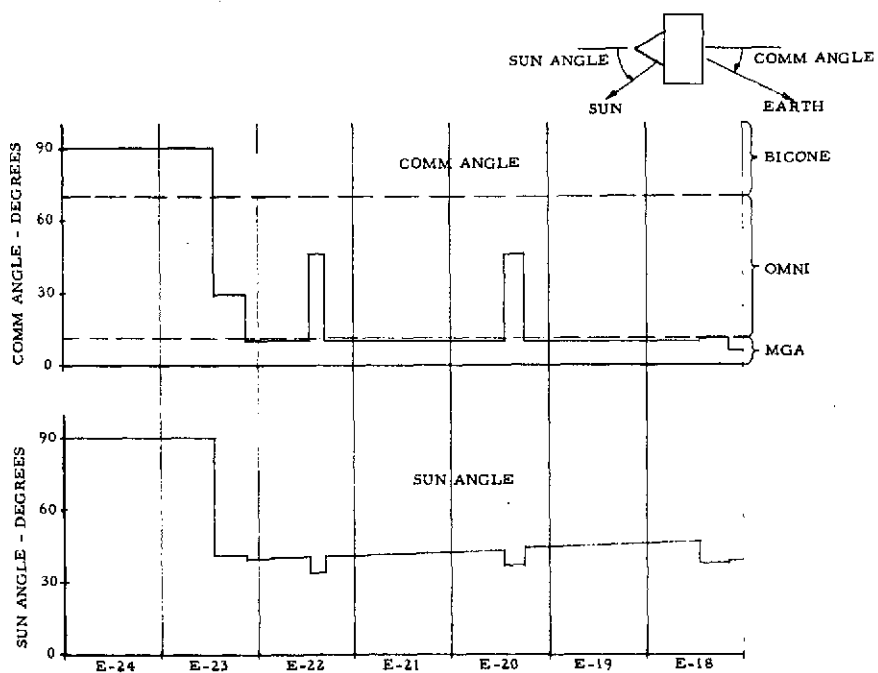 SUN ANGLE
COMM ANGLE
SUN
EARTH
COMM ANGLE - DEGREES
90
60
30
0
COMM ANGLE
BICONE
OMNI
MGA
SUN ANGLE - DEGREES
90
60
30
0
SUN ANGLE
E-24 E-23 E-22 E-21 E-20 E-19 E-18